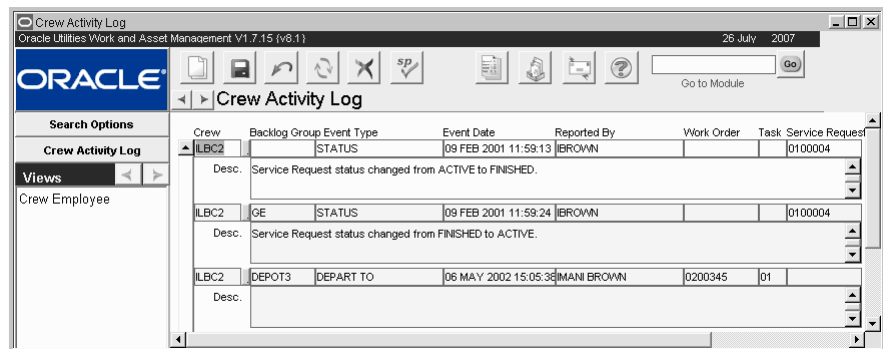 Crew Activity Log
Oracle Utilities Work and Asset Management V1.7.15 {v8.1} 26 July 2007
ORACLE
sp
Go
Go to Module
Crew Activity Log
Search Options
Crew Activity Log
Views
Crew Employee
Crew Backlog Group Event Type Event Date Reported By Work Order Task Service Request
ILBC2 STATUS 09 FEB 2001 11:59:13 IBROWN 0100004
Desc. Service Request status changed from ACTIVE to FINISHED.
ILBC2 GE STATUS 09 FEB 2001 11:59:24 IBROWN 0100004
Desc. Service Request status changed from FINISHED to ACTIVE.
ILBC2 DEPOT3 DEPART TO 06 MAY 2002 15:05:38 IMANI BROWN 0200345 01
Desc.